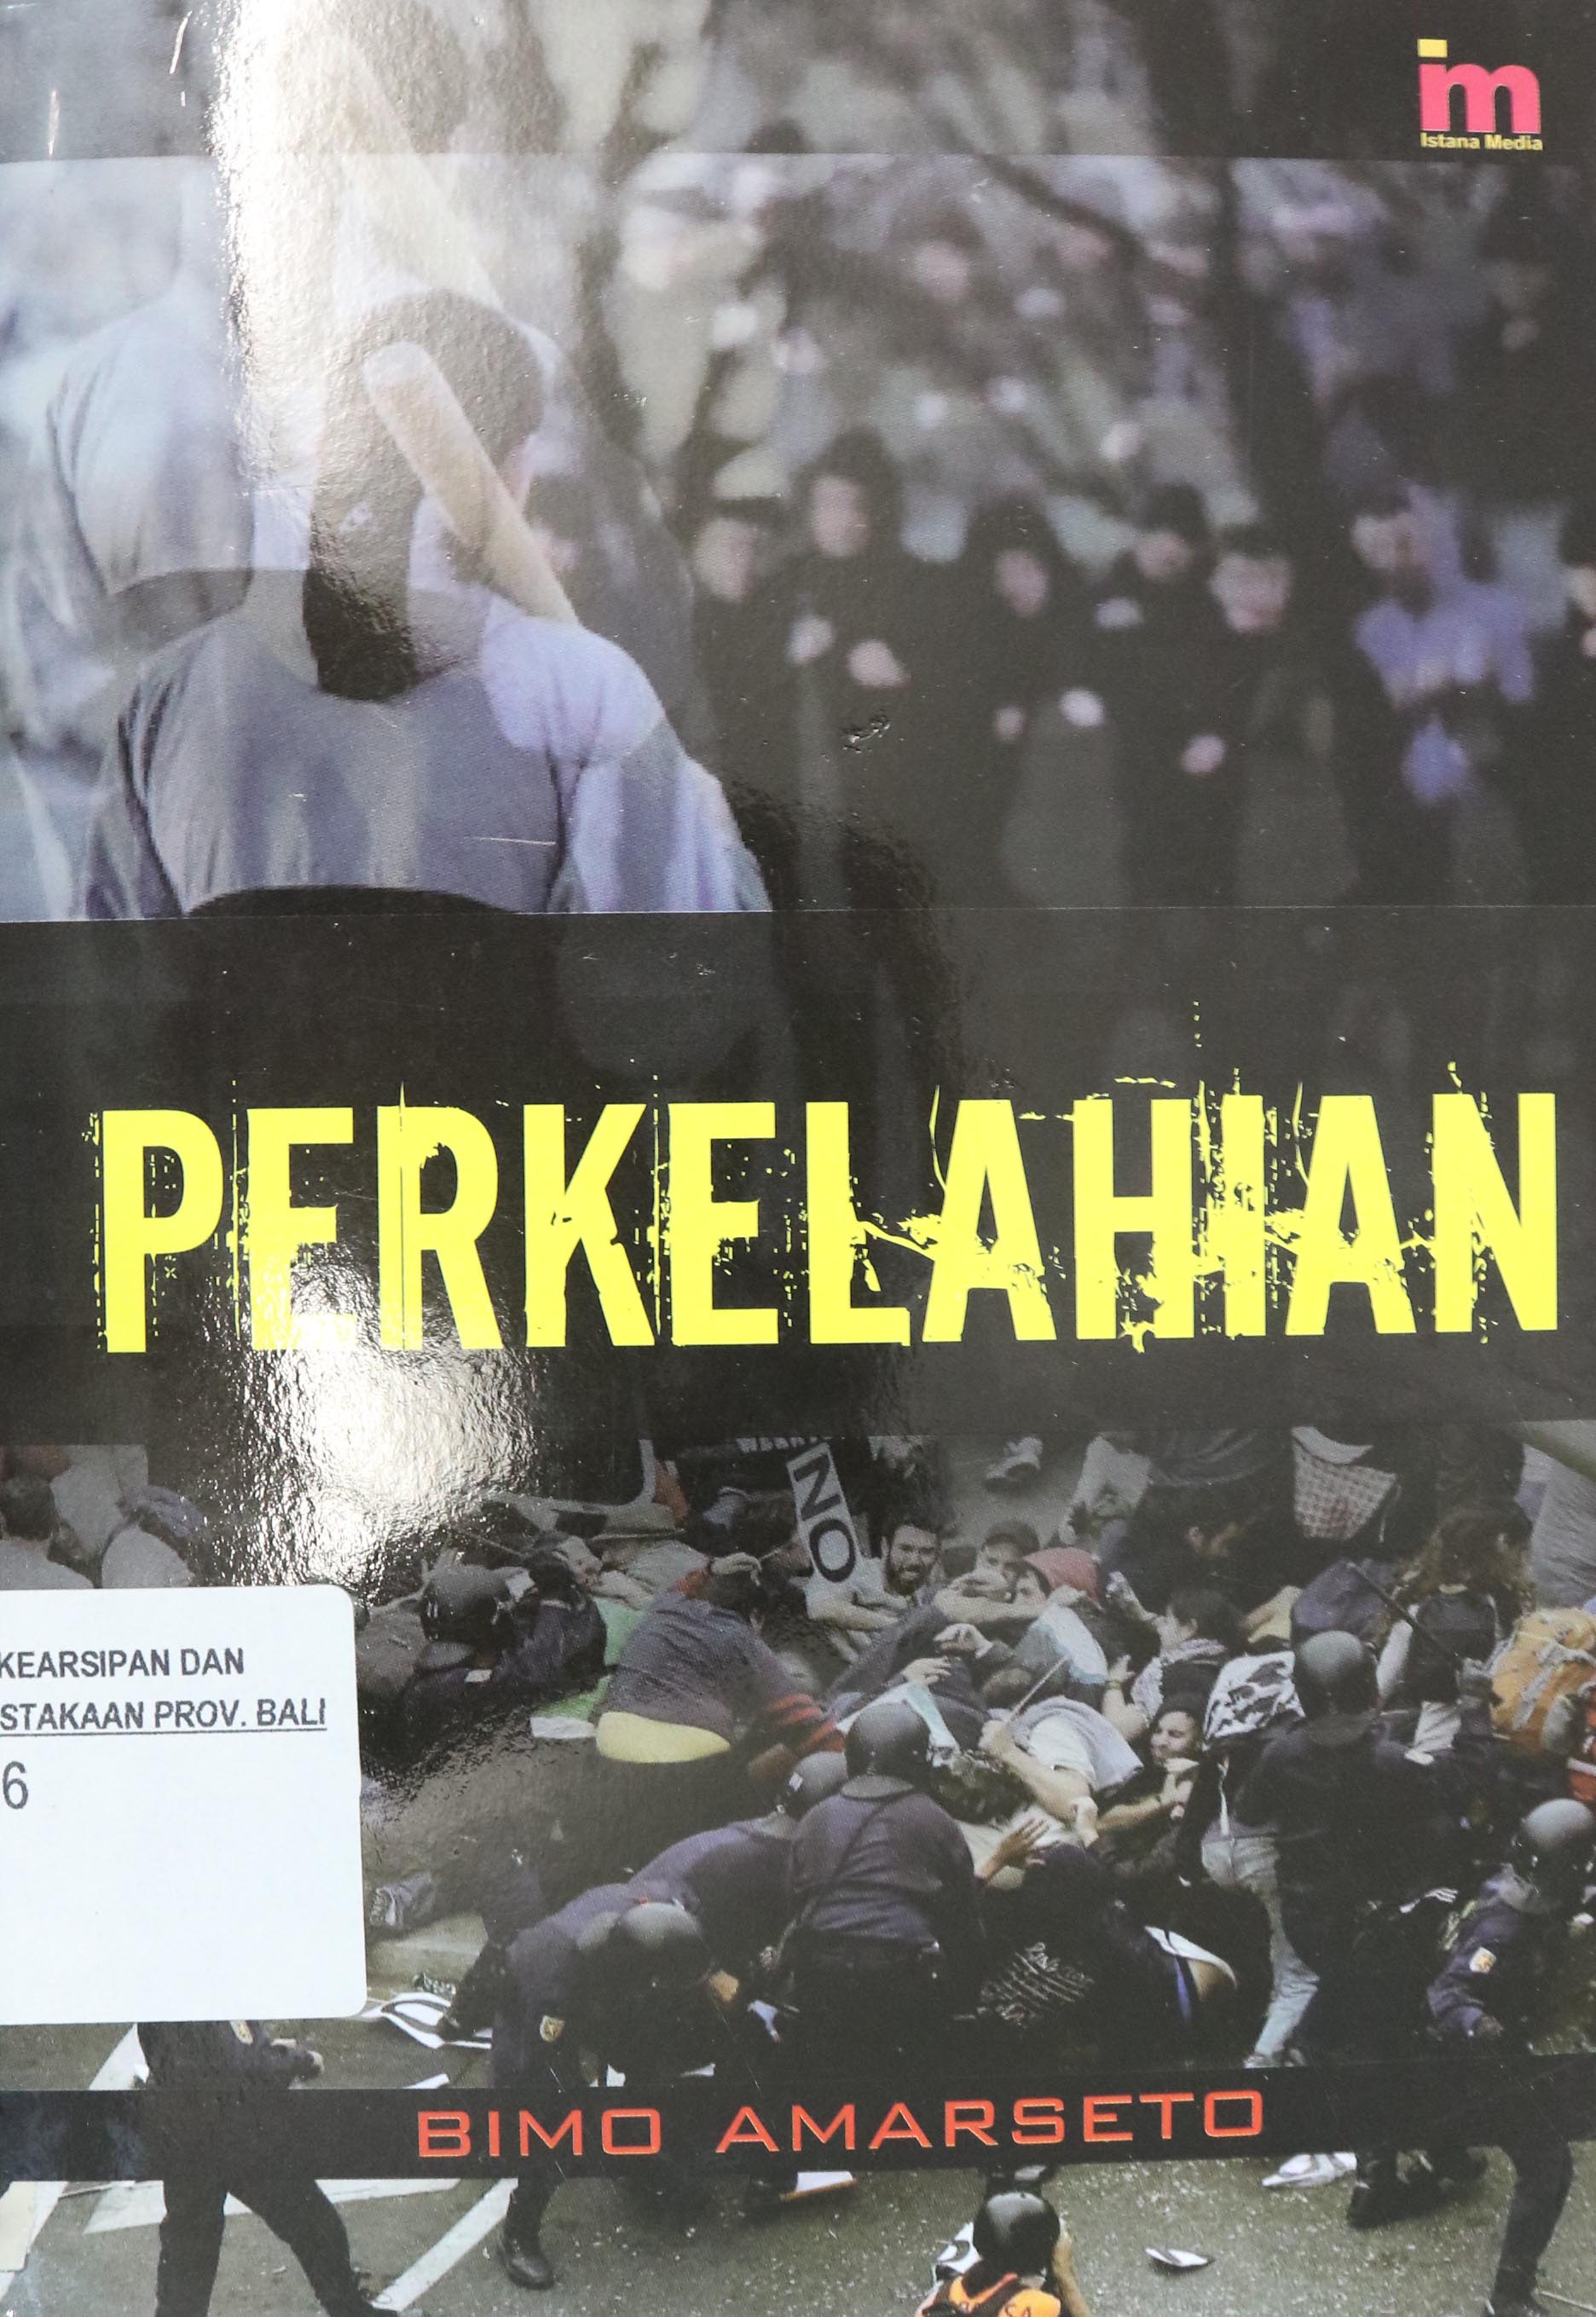 im
Istana Media
PERKELAHIAN
NO
KEARSIPAN DAN
STAKAAN PROV. BALI
6
BIMO AMARSETO